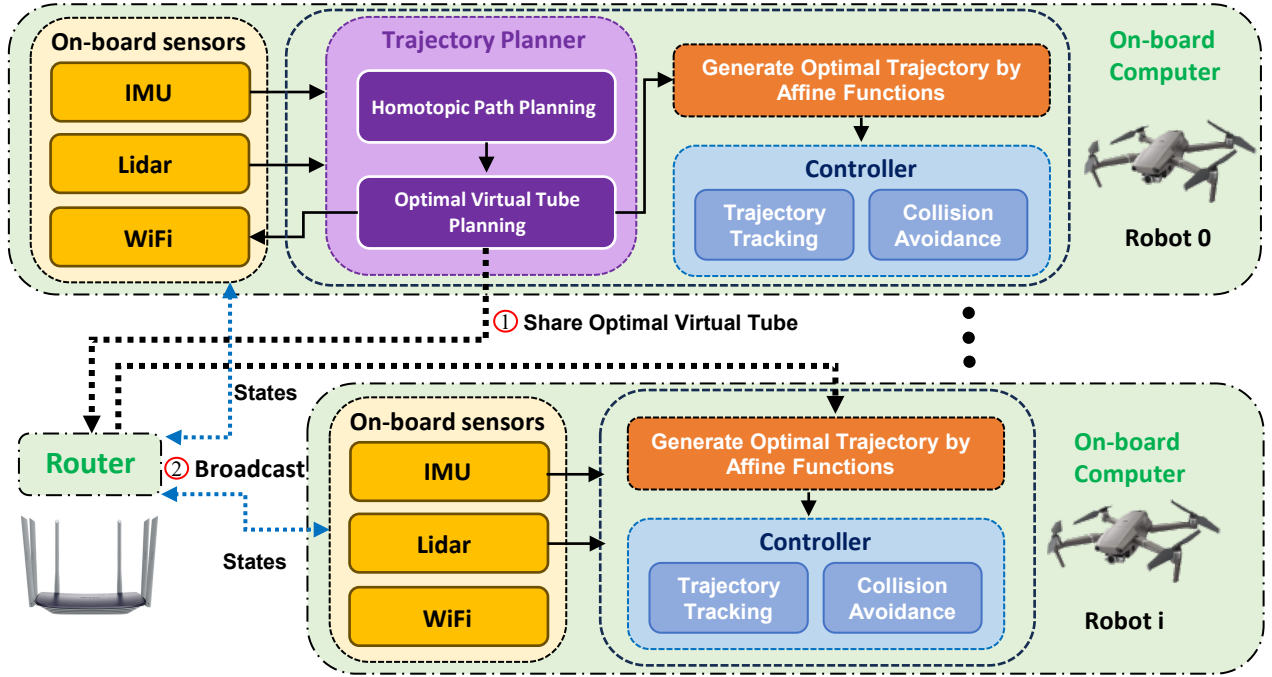 On-board sensors
IMU
Lidar
WiFi
Trajectory Planner
Homotopic Path Planning
Optimal Virtual Tube
Planning
Generate Optimal Trajectory by
Affine Functions
Controller
Trajectory
Tracking
Collision
Avoidance
On-board
Computer
Robot 0
① Share Optimal Virtual Tube
States
Router
② Broadcast
States
On-board sensors
IMU
Lidar
WiFi
Generate Optimal Trajectory by
Affine Functions
Controller
Trajectory
Tracking
Collision
Avoidance
On-board
Computer
Robot i